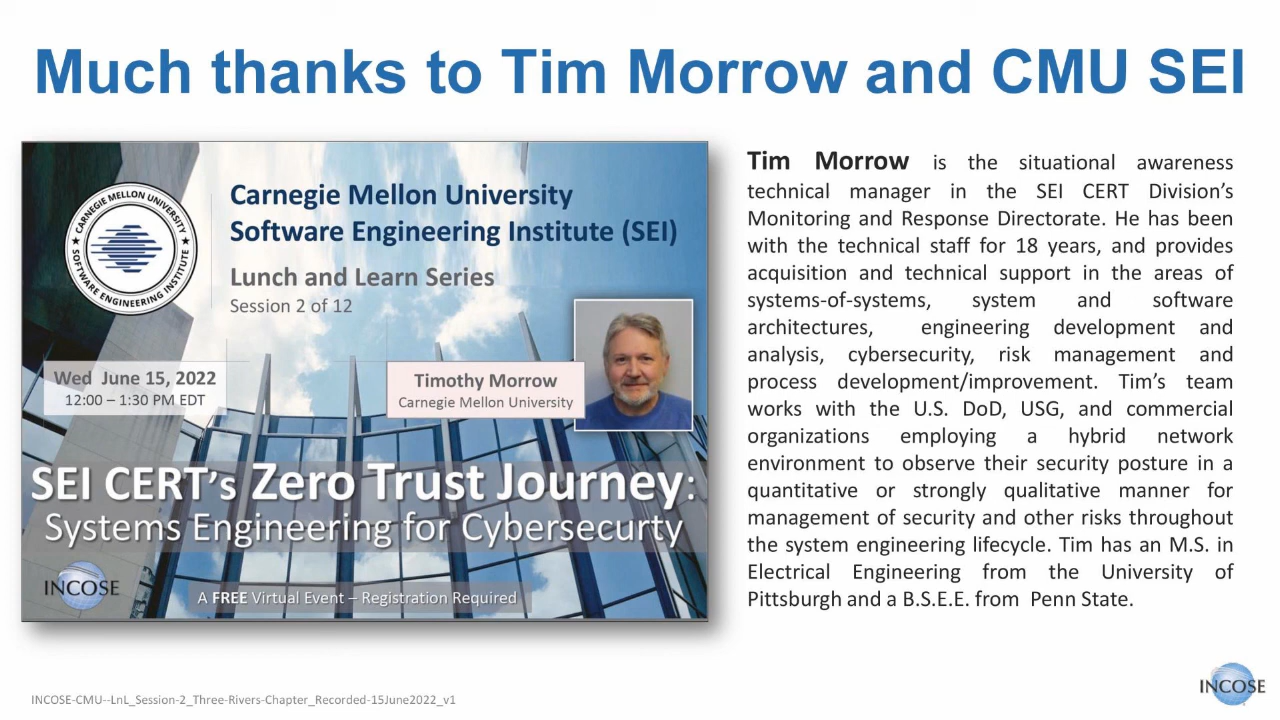 Much thanks to Tim Morrow and CMU SEI
CARNEGIE MELLON UNIVERSITY
SOFTWARE ENGINEERING INSTITUTE
Carnegie Mellon University
Software Engineering Institute (SEI)
Lunch and Learn Series
Session 2 of 12
Wed June 15, 2022
12:00 – 1:30 PM EDT
Timothy Morrow
Carnegie Mellon University
SEI CERT's Zero Trust Journey:
Systems Engineering for Cybersecurty
INCOSE
A FREE Virtual Event – Registration Required
Tim Morrow is the situational awareness
technical manager in the SEI CERT Division's
Monitoring and Response Directorate. He has been
with the technical staff for 18 years, and provides
acquisition and technical support in the areas of
systems-of-systems, system and software
architectures, engineering development and
analysis, cybersecurity, risk management and
process development/improvement. Tim's team
works with the U.S. DoD, USG, and commercial
organizations employing a hybrid network
environment to observe their security posture in a
quantitative or strongly qualitative manner for
management of security and other risks throughout
the system engineering lifecycle. Tim has an M.S. in
Electrical Engineering from the University of
Pittsburgh and a B.S.E.E. from Penn State.
INCOSE-CMU--LnL_Session-2_Three-Rivers-Chapter_Recorded-15June2022_v1
INCOSE